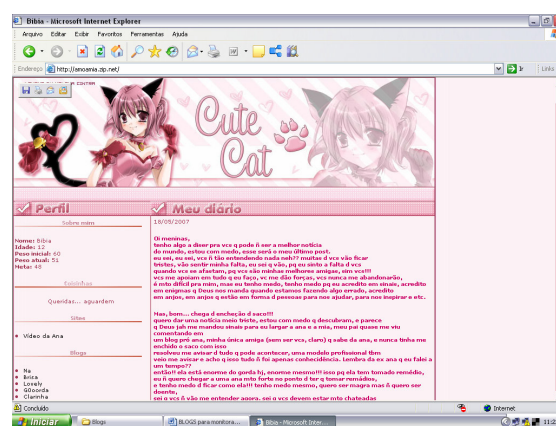 Bibia - Microsoft Internet Explorer
Arquivo Editar Exibir Favoritos Ferramentas Ajuda
Endereço http://amoamia.zip.net/ Ir Links
Cute
Cat
Perfil
Meu diário
Sobre mim
Nome: Bibia
Idade: 12
Peso inicial: 60
Peso atual: 51
Meta: 48
Queridas... aguardem
Sites
Vídeo da Ana
Blogs
Na
Brisa
Lovely
G0oorda
Clarinha
18/09/2007
Oi meninas,
tenho algo a diser pra vcs q pode ñ ser a melhor notícia
do mundo, estou com medo, esse será o meu último post.
eu sei, eu sei, vce ñ tão entendendo nada neh?? muitas d vcs vão ficar
tristes, vão sentir minha falta, eu sei q vão, pq eu sinto a falta d vcs
quando vcs se afastam, pq vcs são minhas melhores amigas, sim vcs!!!
vcs me apoiam em tudo q eu faço, vc me dão forças, vcs nunca me abandonarão,
é mto difícil pra mim, mas eu tenho medo, tenho medo pq eu acredito em sinais, acredito
em enigmas q Deus nos manda quando estamos fazendo algo errado, acredito
em anjos, em anjos q estão em forma d pessoas para nos ajudar, para nos inspirar e etc.
Mas, bom... chega d encheção d saco!!!
quero dar uma notícia meio triste, estou com medo q descubram, e parece
q Deus jah me mandou sinais para eu largar a ana e a mia, meu pai quase me viu
comentando em
um blog pró ana, minha única amiga (sem ser vcs, claro) q sabe da ana, e nunca tinha me
enchido o saco com isso
resolveu me avisar d tudo q pode acontecer, uma modelo profissional tbm
veio me avisar e acho q isso tudo ñ foi apenas conhecidência. Lembra da ex ana q eu falei a
um tempo??
então!! ela está enorme do gorda hj, enorme mesmo!!! isso pq ela tem tomado remédio,
eu ñ quero chegar a uma ana mto forte no ponto d ter q tomar remédios,
e tenho medo d ficar como ela!!! tenho medo mesmo, quero ser magra mas ñ quero ser
doente,
sei q vcs ñ vão me entender agora, sei q vcs devem estar mto chateadas
Concluído
Internet
Iniciar
Blogs
BLOGS para monitora...
Bibia - Microsoft Inter...